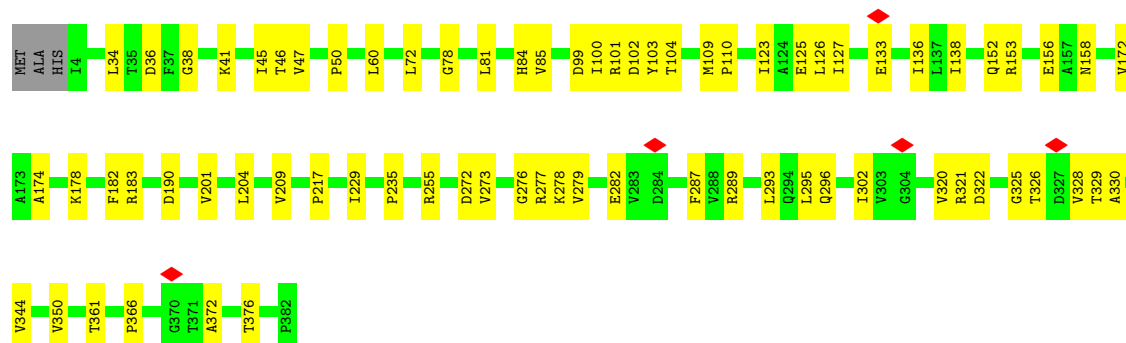 MET ALA HIS I4 L34 T35 D36 F37 G38 K41 I45 T46 V47 P50 L60 L72 G78 L81 H84 V85 D99 I100 R101 D102 Y103 T104 M109 P110 I123 A124 E125 L126 I127 E133 I136 L137 I138 Q152 R153 E156 A157 N158 V172
A173 A174 K178 F182 R183 D190 V201 L204 V209 P217 I229 P235 R255 D272 V273 G276 R277 K278 V279 E282 V283 D284 F287 V288 R289 L293 Q294 L295 Q296 I302 V303 G304 V320 R321 D322 G325 T326 D327 V328 T329 A330
V344 V350 T361 P366 G370 T371 A372 T376 P382